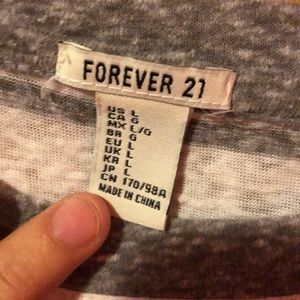 FOREVER 21
US L
CA G
MX L/G
BR G
EU L
UK L
KR L
JP L
CN 170/98A
MADE IN CHINA